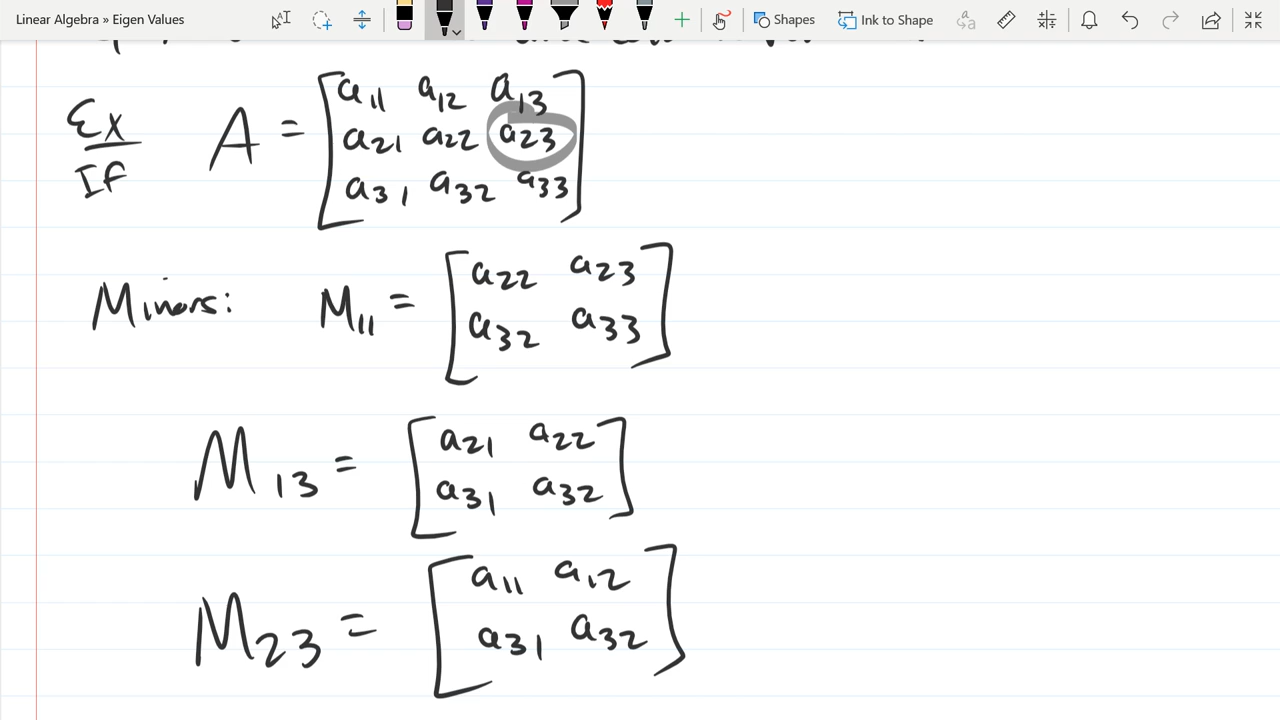 Linear Algebra » Eigen Values Shapes Ink to Shape
Ex If A = [a11 a12 a13
a21 a22 a23
a31 a32 a33]
Minors: M11 = [a22 a23
a32 a33]
M13 = [a21 a22
a31 a32]
M23 = [a11 a12
a31 a32]